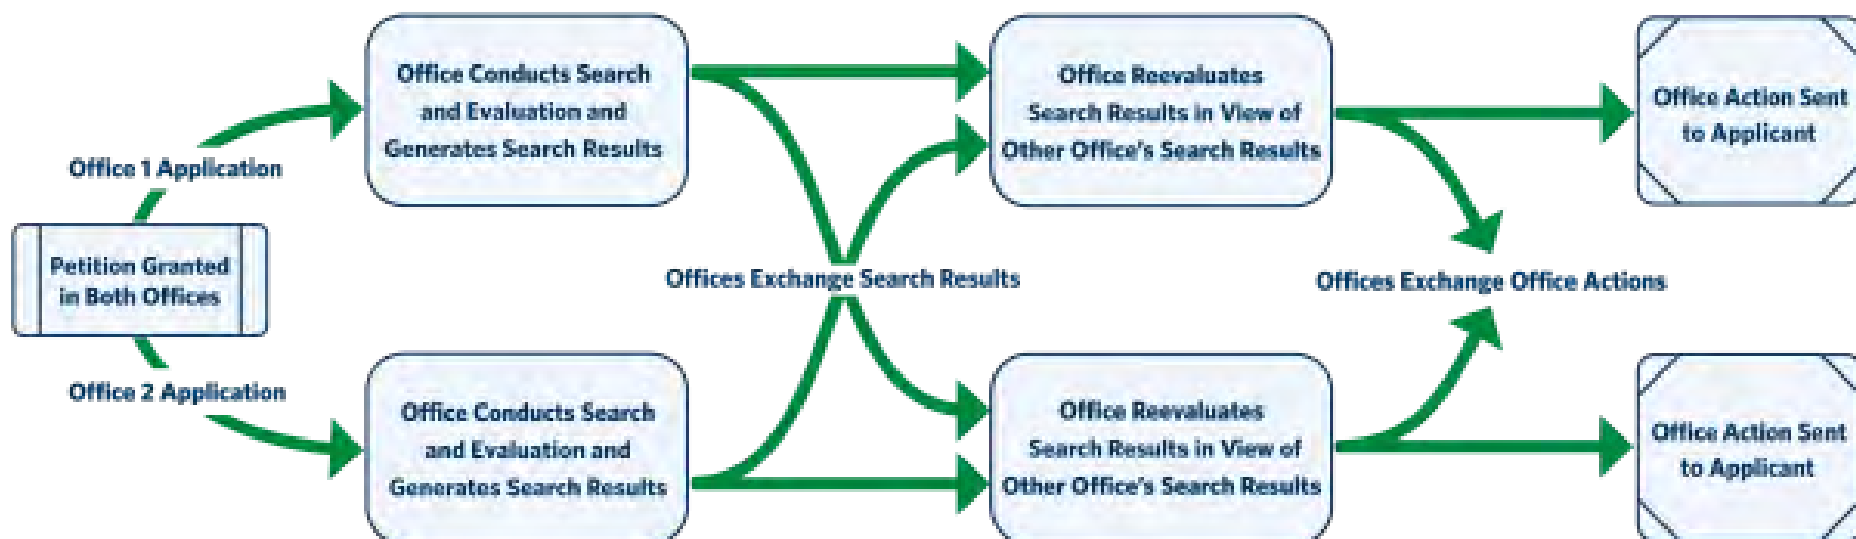 Office 1 Application
Petition Granted
in Both Offices
Office 2 Application
Office Conducts Search
and Evaluation and
Generates Search Results
Office Conducts Search
and Evaluation and
Generates Search Results
Offices Exchange Search Results
Office Reevaluates
Search Results in View of
Other Office's Search Results
Office Reevaluates
Search Results in View of
Other Office's Search Results
Offices Exchange Office Actions
Office Action Sent
to Applicant
Office Action Sent
to Applicant